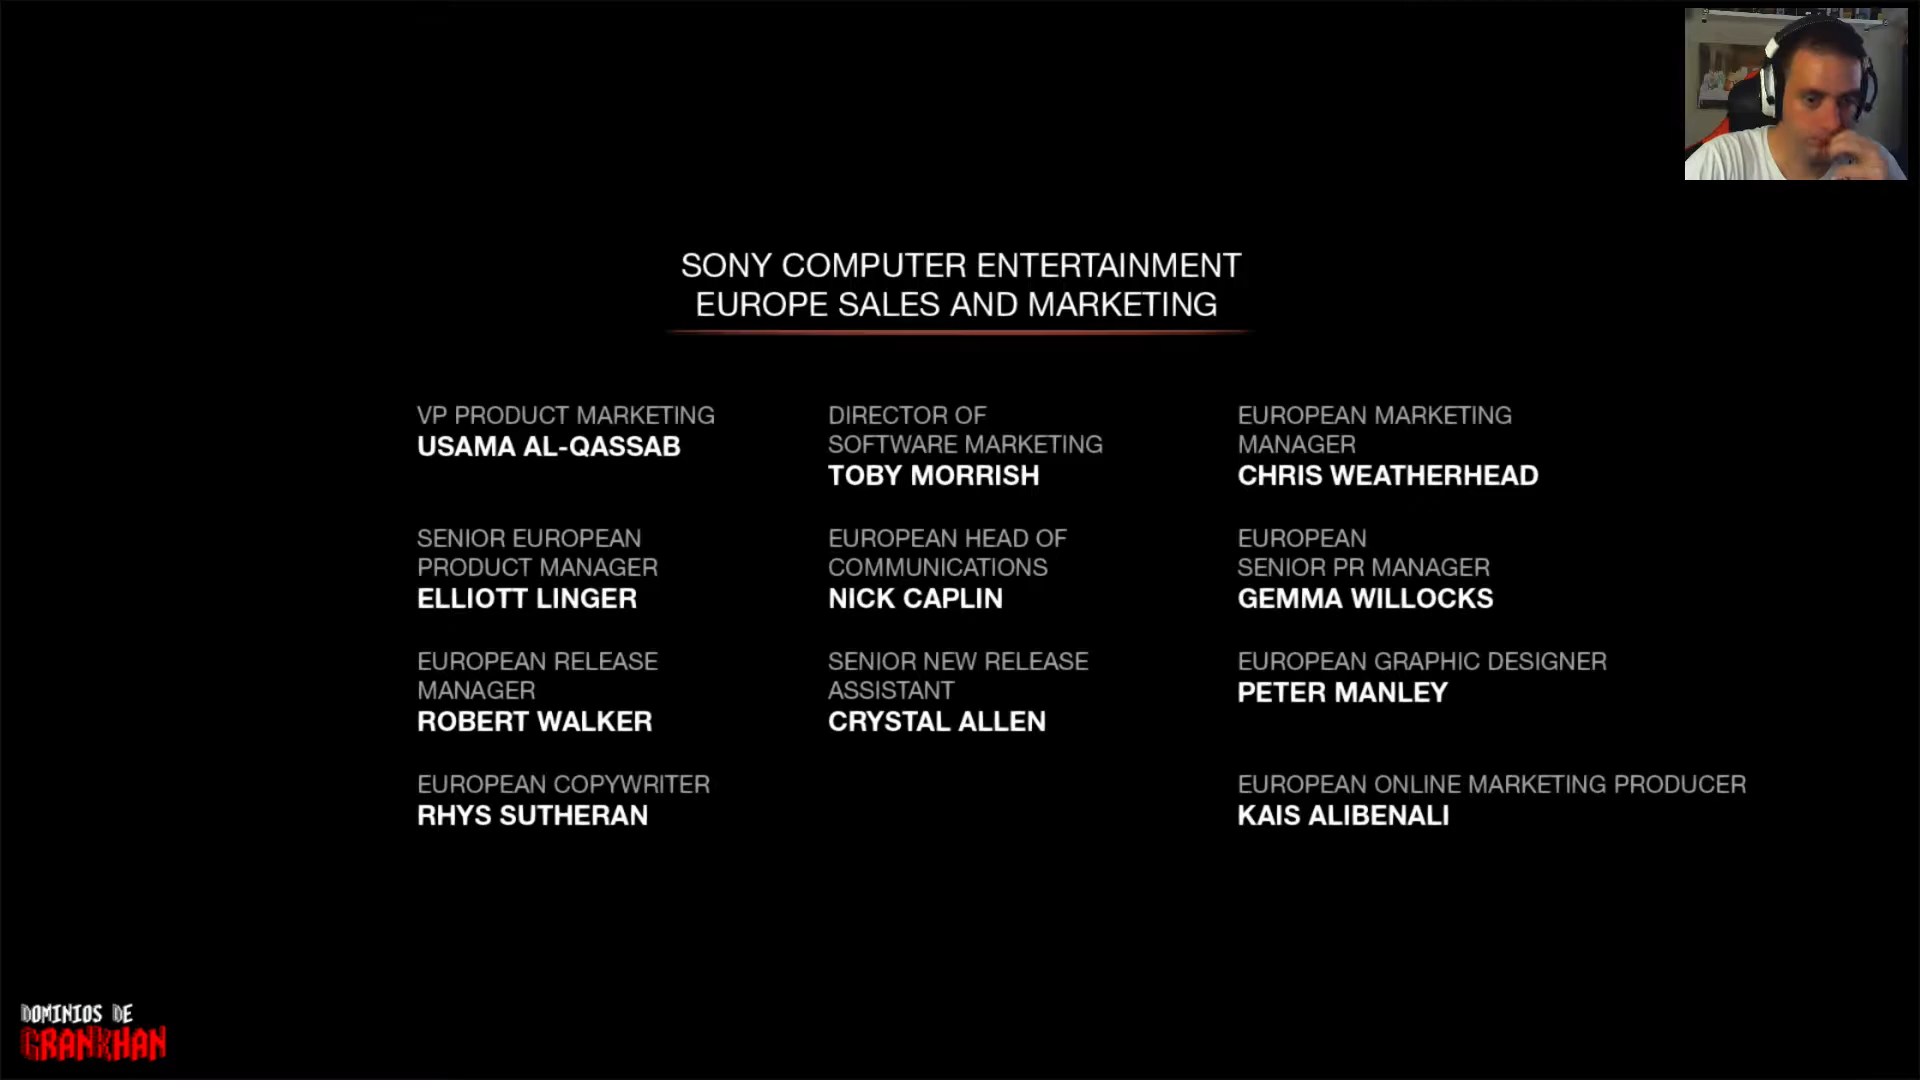 SONY COMPUTER ENTERTAINMENT
EUROPE SALES AND MARKETING
VP PRODUCT MARKETING
USAMA AL-QASSAB
DIRECTOR OF
SOFTWARE MARKETING
TOBY MORRISH
EUROPEAN MARKETING
MANAGER
CHRIS WEATHERHEAD
SENIOR EUROPEAN
PRODUCT MANAGER
ELLIOTT LINGER
EUROPEAN HEAD OF
COMMUNICATIONS
NICK CAPLIN
EUROPEAN
SENIOR PR MANAGER
GEMMA WILLOCKS
EUROPEAN RELEASE
MANAGER
ROBERT WALKER
SENIOR NEW RELEASE
ASSISTANT
CRYSTAL ALLEN
EUROPEAN GRAPHIC DESIGNER
PETER MANLEY
EUROPEAN COPYWRITER
RHYS SUTHERAN
EUROPEAN ONLINE MARKETING PRODUCER
KAIS ALIBENALI
DOMINIOS DE
GRANKHAN